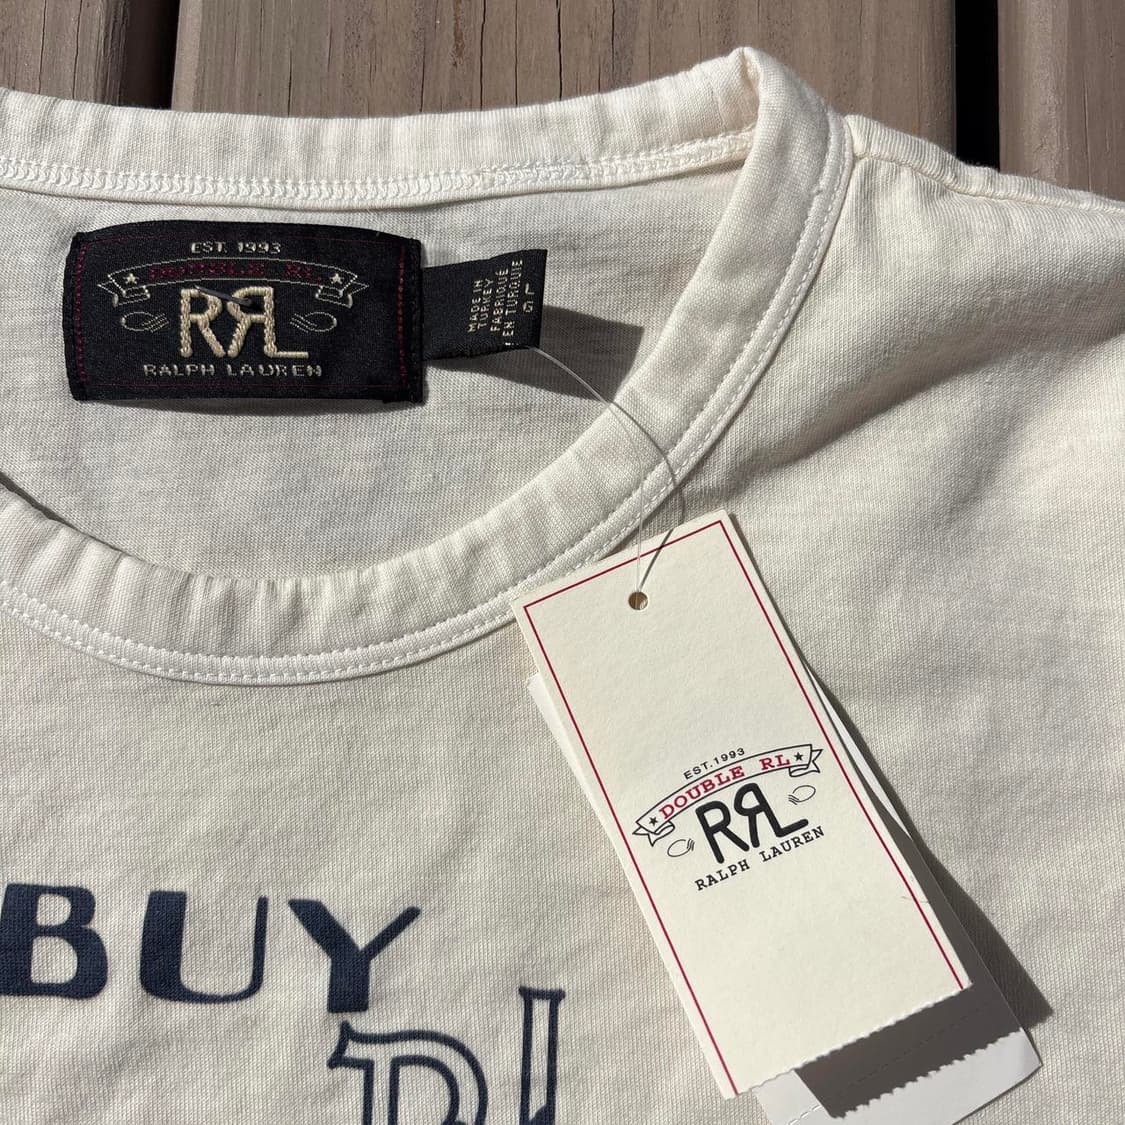 EST. 1993
DOUBLE RL
RRL
RALPH LAUREN
MADE IN
TURKEY
FABRIQUÉ
EN TURQUIE
EST. 1993
DOUBLE RL
RRL
RALPH LAUREN
BUY